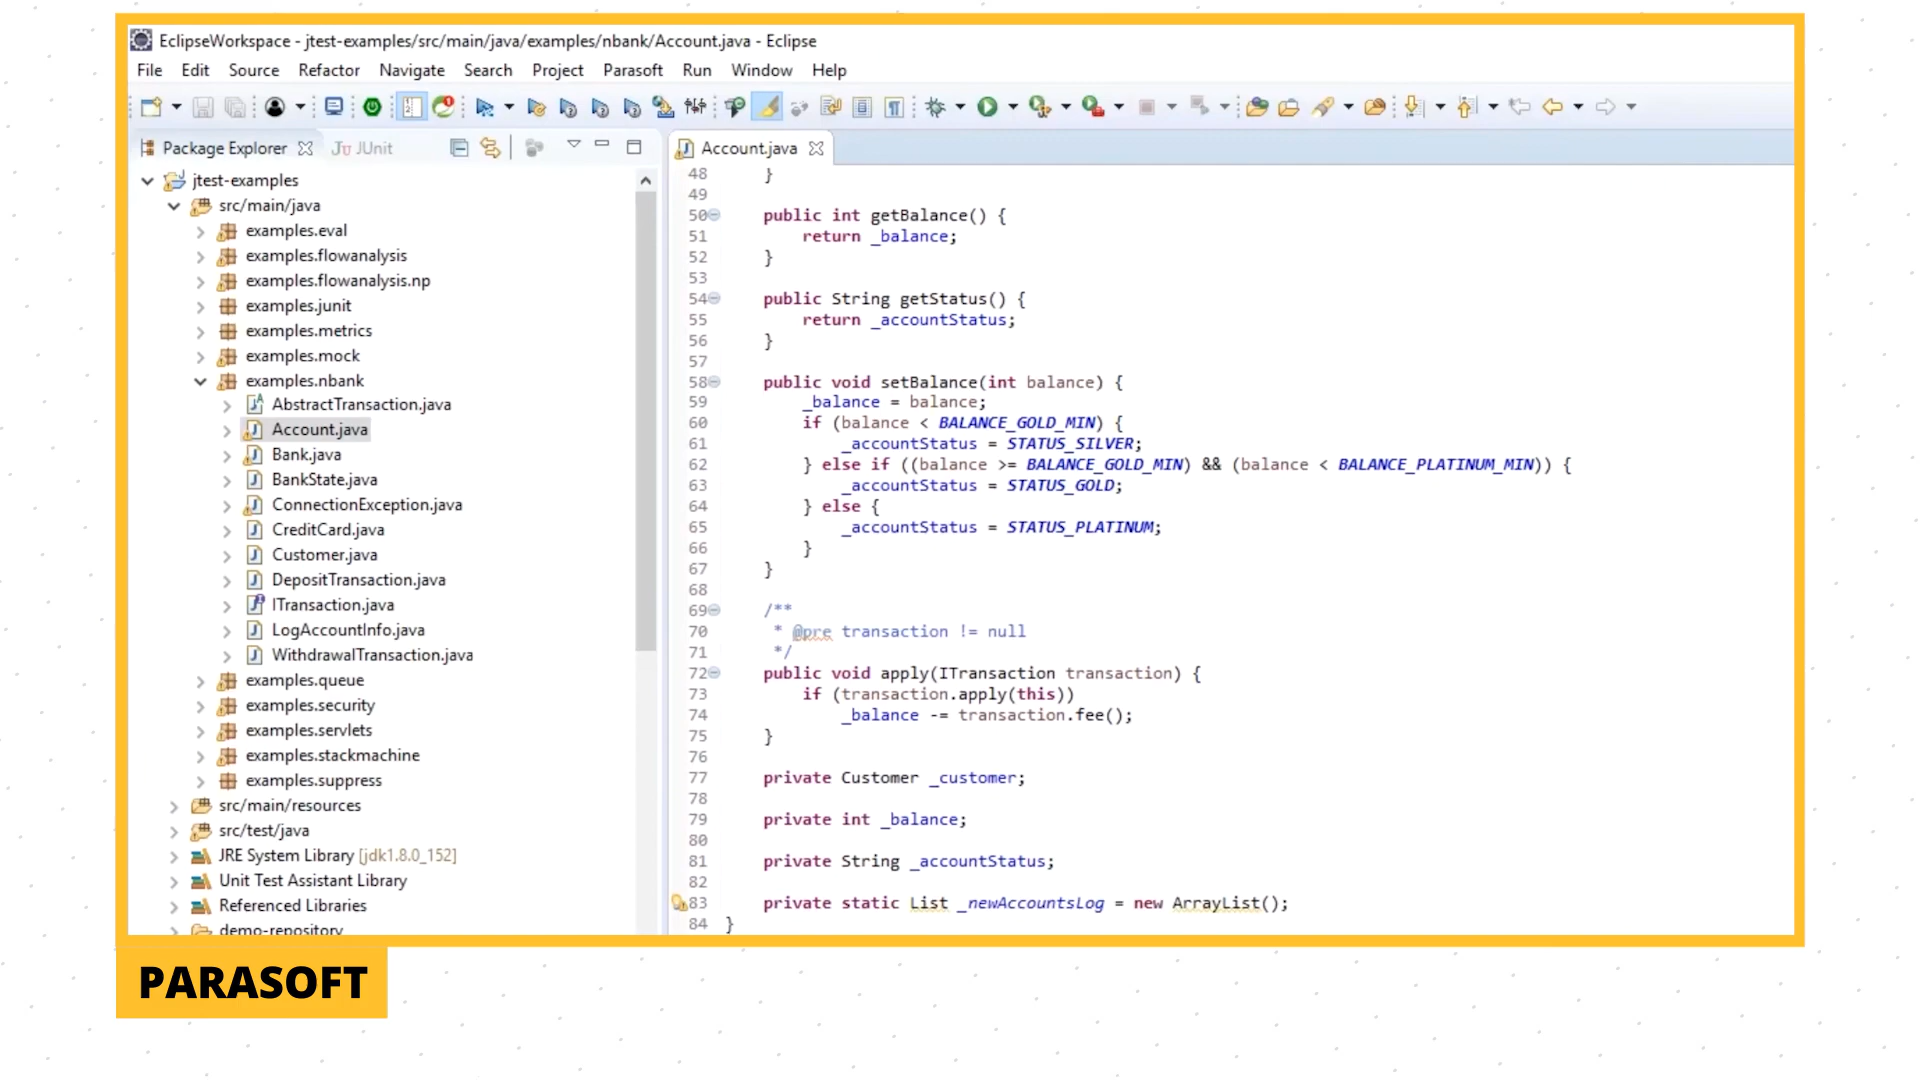 EclipseWorkspace - jtest-examples/src/main/java/examples/nbank/Account.java - Eclipse
File Edit Source Refactor Navigate Search Project Parasoft Run Window Help
Package Explorer JUnit
jtest-examples
src/main/java
examples.eval
examples.flowanalysis
examples.flowanalysis.np
examples.junit
examples.metrics
examples.mock
examples.nbank
AbstractTransaction.java
Account.java
Bank.java
BankState.java
ConnectionException.java
CreditCard.java
Customer.java
DepositTransaction.java
ITransaction.java
LogAccountInfo.java
WithdrawalTransaction.java
examples.queue
examples.security
examples.servlets
examples.stackmachine
examples.suppress
src/main/resources
src/test/java
JRE System Library [jdk1.8.0_152]
Unit Test Assistant Library
Referenced Libraries
demo-repository
Account.java
48 }
49
50 public int getBalance() {
51 return _balance;
52 }
53
54 public String getStatus() {
55 return _accountStatus;
56 }
57
58 public void setBalance(int balance) {
59 _balance = balance;
60 if (balance < BALANCE_GOLD_MIN) {
61 _accountStatus = STATUS_SILVER;
62 } else if ((balance >= BALANCE_GOLD_MIN) && (balance < BALANCE_PLATINUM_MIN)) {
63 _accountStatus = STATUS_GOLD;
64 } else {
65 _accountStatus = STATUS_PLATINUM;
66 }
67 }
68
69 /**
70 * @pre transaction != null
71 */
72 public void apply(ITransaction transaction) {
73 if (transaction.apply(this))
74 _balance -= transaction.fee();
75 }
76
77 private Customer _customer;
78
79 private int _balance;
80
81 private String _accountStatus;
82
83 private static List _newAccountsLog = new ArrayList();
84 }
PARASOFT